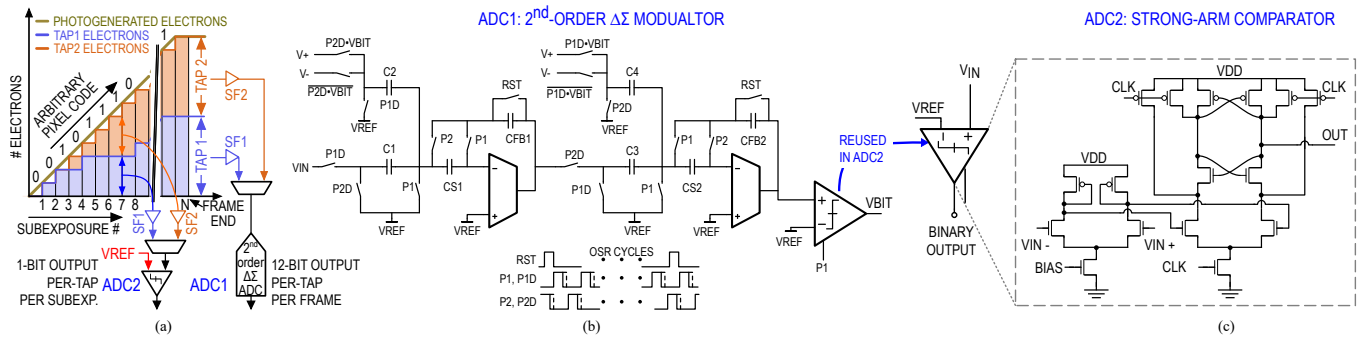 ADC1: 2nd-ORDER ΔΣ MODUALTOR
ADC2: STRONG-ARM COMPARATOR
PHOTOGENERATED ELECTRONS
TAP1 ELECTRONS
TAP2 ELECTRONS
# ELECTRONS
ARBITRARY
PIXEL CODE
0
1
0
0
1
1
1
0
1
TAP 2
TAP 1
SF2
SF1
1 2 3 4 5 6 7 8
N
FRAME
END
SUBEXPOSURE #
SF1
SF2
VREF
1-BIT OUTPUT
PER-TAP
PER SUBEXP.
ADC2
ADC1
2nd
order
ΔΣ
ADC
12-BIT OUTPUT
PER-TAP
PER FRAME
(a)
P2D•VBIT
V+
V-
P2D•VBIT
C2
P1D
VREF
RST
P2
P1
CFB1
VIN
P1D
C1
P2D
P1
CS1
VREF
VREF
P1D•VBIT
V+
V-
P1D•VBIT
C4
P2D
VREF
RST
P2
P1
CFB2
P2D
C3
P1D
P1
CS2
VREF
VREF
VREF
VBIT
P1
REUSED
IN ADC2
OSR CYCLES
RST
P1, P1D
P2, P2D
(b)
VIN
VREF
BINARY
OUTPUT
VDD
CLK
CLK
OUT
VDD
VIN -
VIN +
BIAS
CLK
(c)